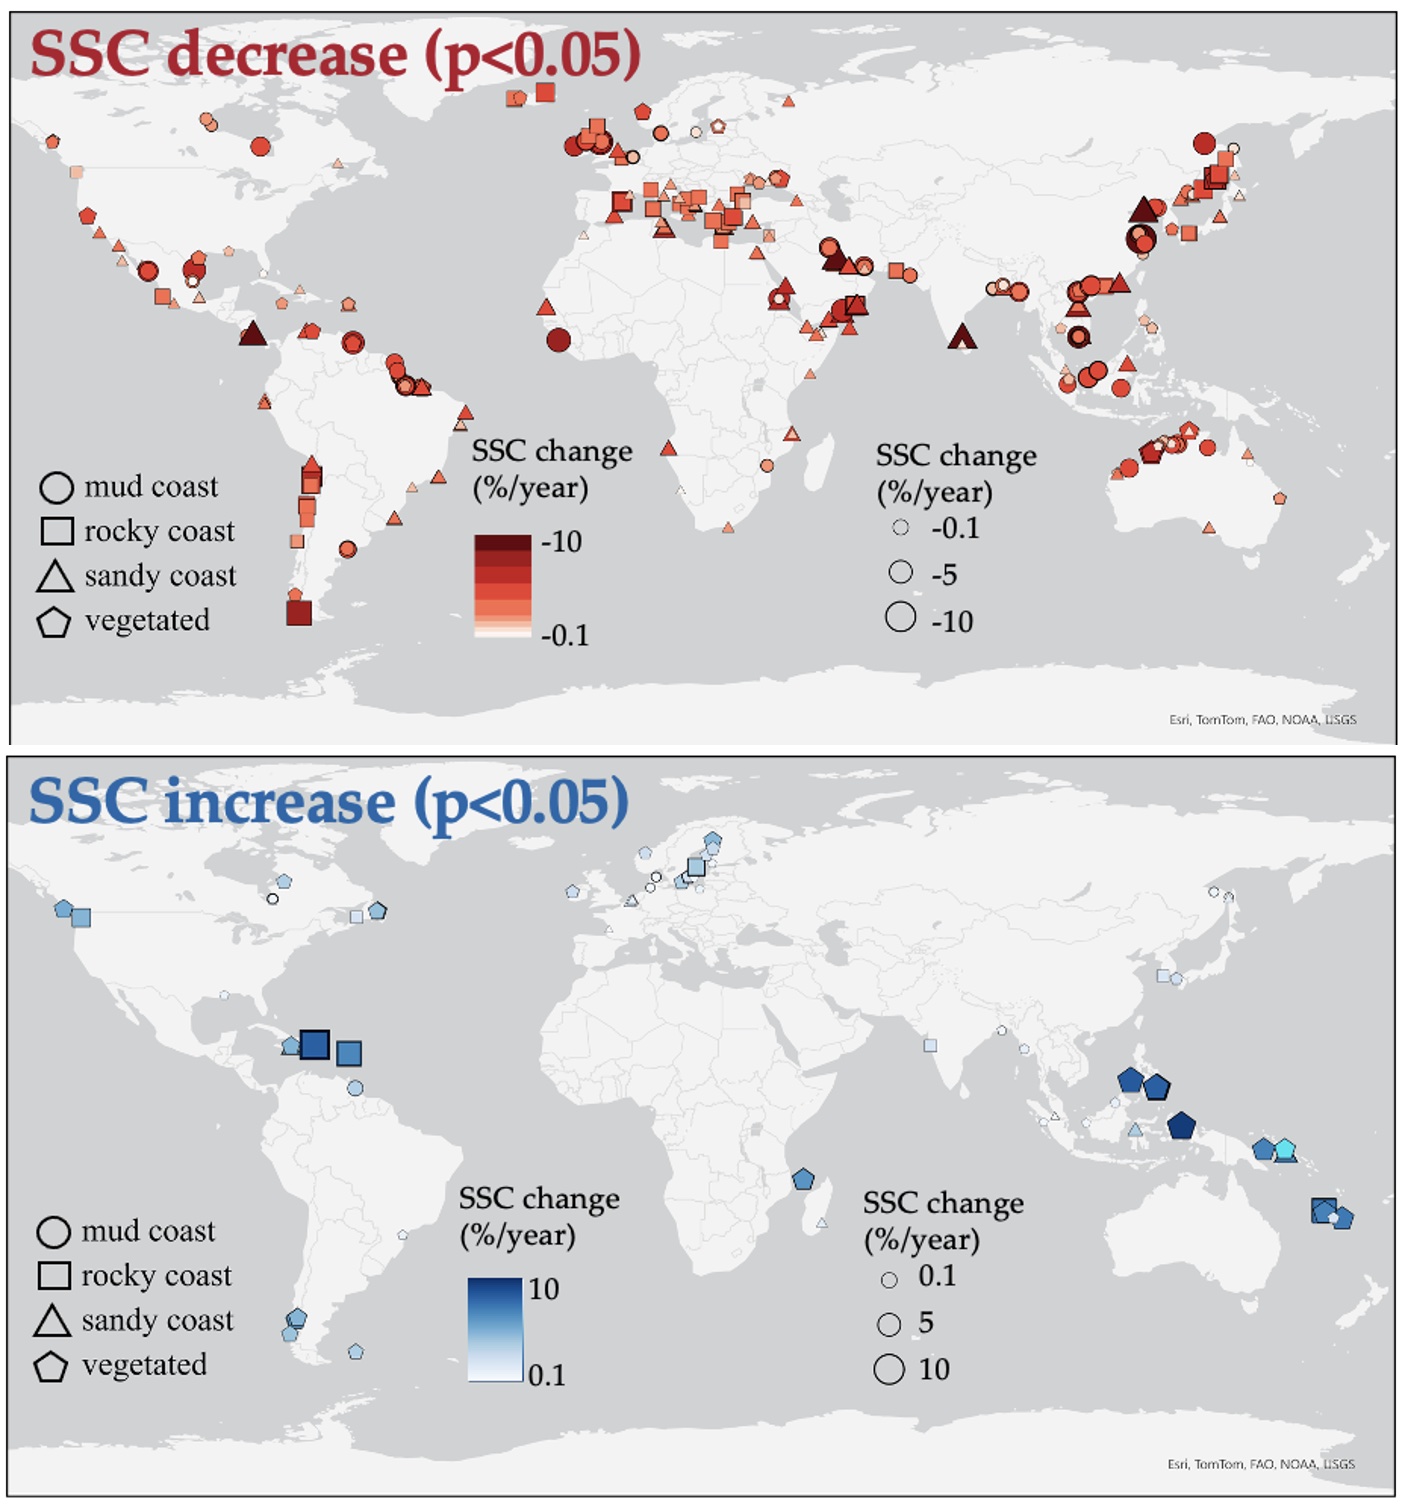 SSC decrease (p<0.05)
mud coast
rocky coast
sandy coast
vegetated
SSC change
(%/year)
-10
-0.1
SSC change
(%/year)
-0.1
-5
-10
Esri, TomTom, FAO, NOAA, USGS
SSC increase (p<0.05)
mud coast
rocky coast
sandy coast
vegetated
SSC change
(%/year)
10
0.1
SSC change
(%/year)
0.1
5
10
Esri, TomTom, FAO, NOAA, USGS